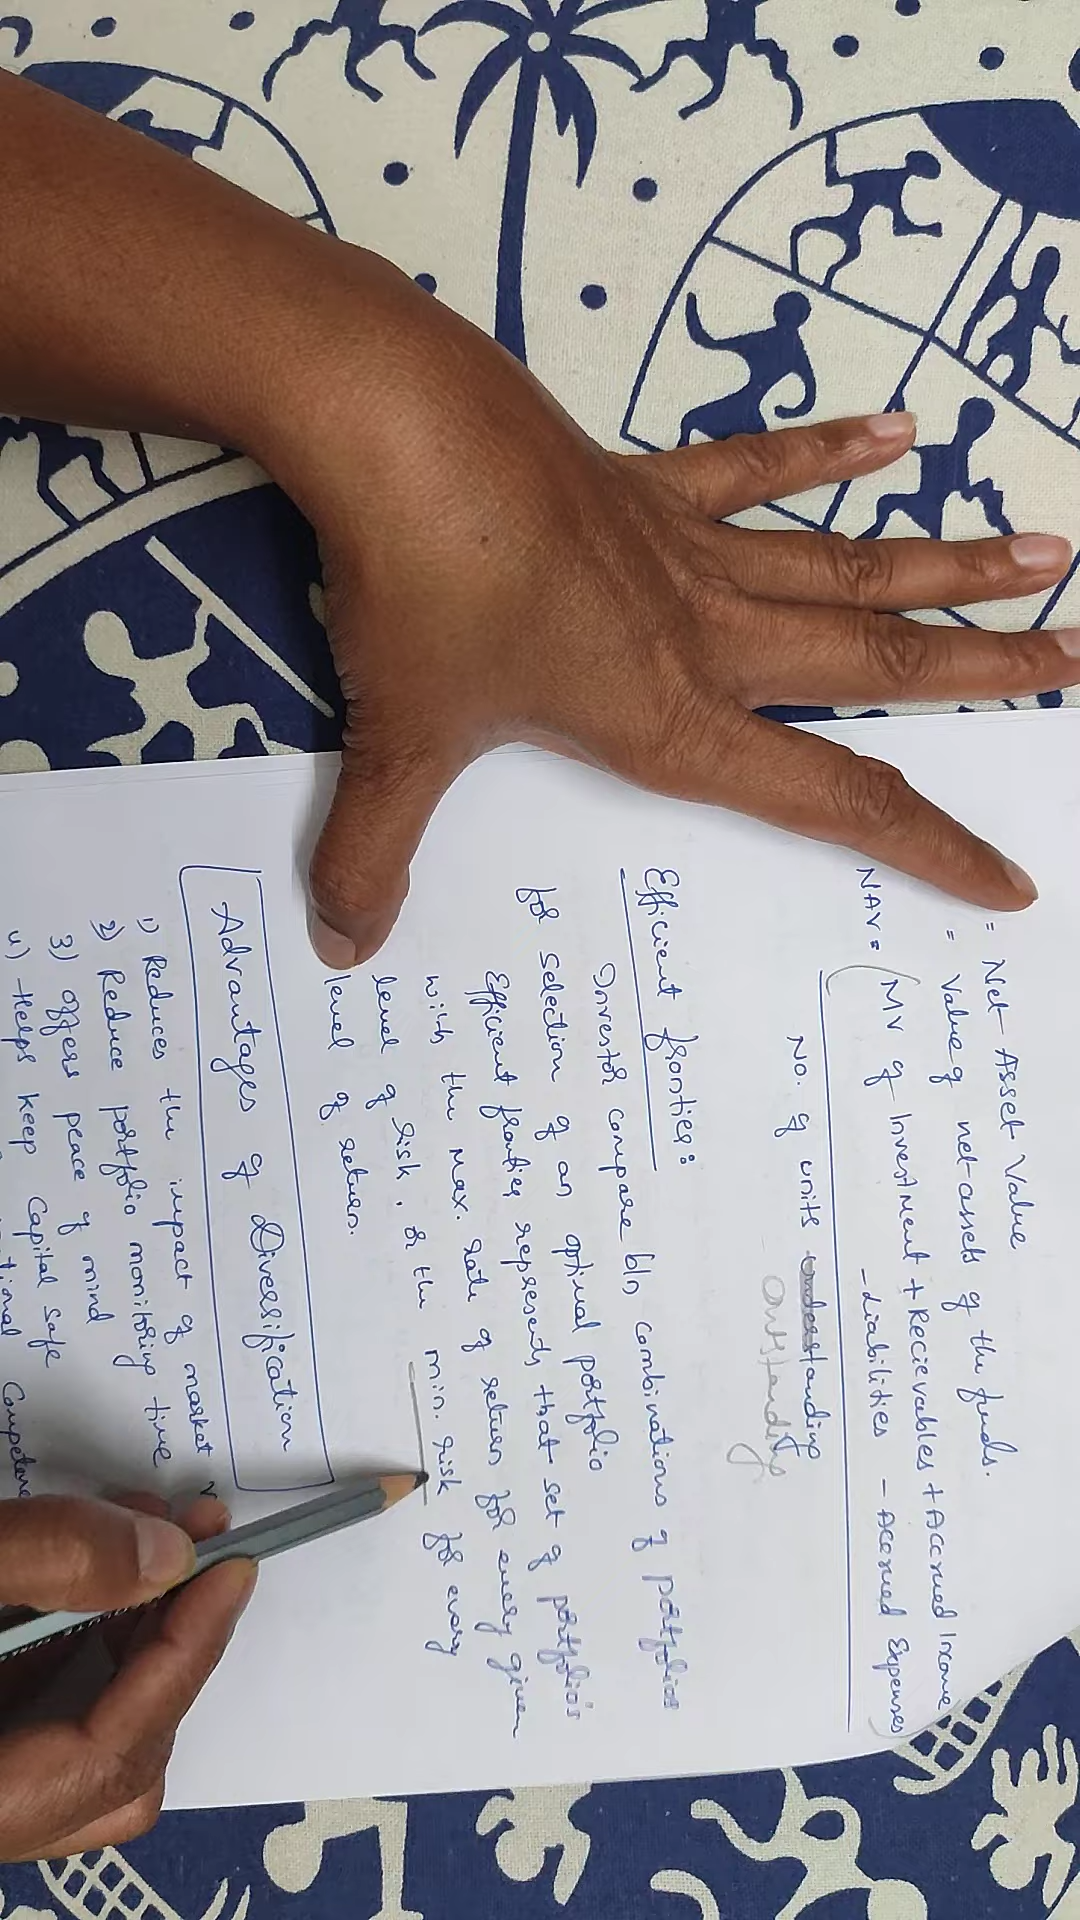 = Net Asset Value
= Value of net-assets of the funds.
NAV = (MV of Investment + Recievables + Accrued Income
- Liabilities - Accrued Expenses)
No. of units understanding
Outstanding
Efficient frontier:
Investor compare b/n combinations of portfolios
for selection of an optimal portfolio
Efficient frontier represents that set of portfolio's
with the Max. rate of return for every given
level of risk, or the min. risk for every
level of return.
Advantages of Diversification
1) Reduces the impact of market
2) Reduce portfolio monitoring time
3) offers peace of mind
4) Helps keep Capital safe